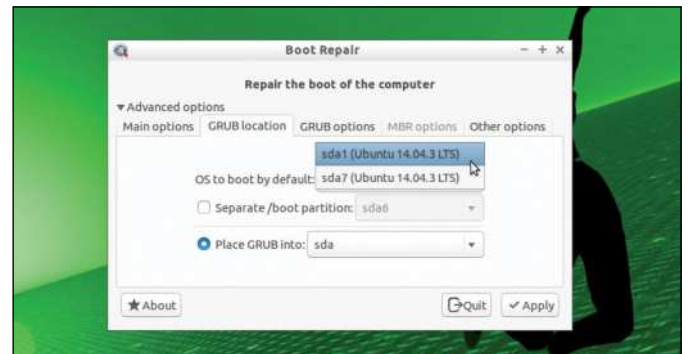 Boot Repair
Repair the boot of the computer
Advanced options
Main options GRUB location GRUB options MBR options Other options
sda1 (Ubuntu 14.04.3 LTS)
OS to boot by default: sda7 (Ubuntu 14.04.3 LTS)
Separate /boot partition: sda6
Place GRUB into: sda
About Quit Apply